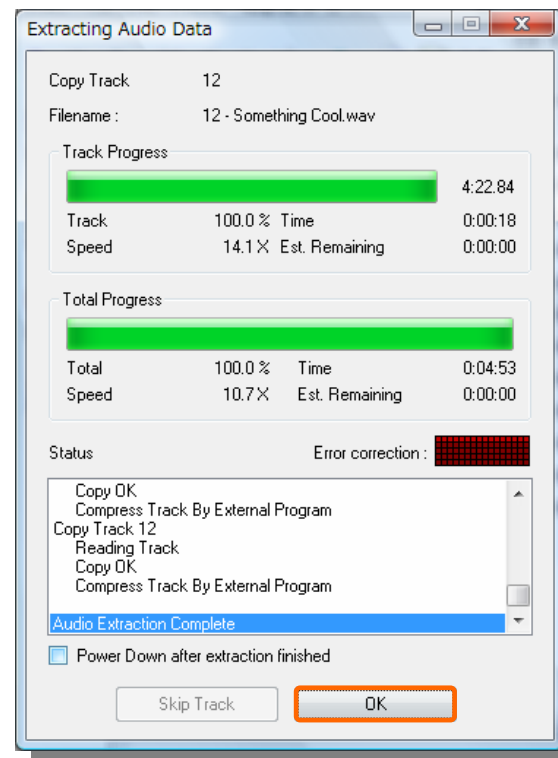 Extracting Audio Data
Copy Track 12
Filename : 12 - Something Cool.wav
Track Progress
4:22.84
Track 100.0 % Time 0:00:18
Speed 14.1 X Est. Remaining 0:00:00
Total Progress
Total 100.0 % Time 0:04:53
Speed 10.7 X Est. Remaining 0:00:00
Status Error correction :
Copy OK
Compress Track By External Program
Copy Track 12
Reading Track
Copy OK
Compress Track By External Program
Audio Extraction Complete
Power Down after extraction finished
Skip Track OK